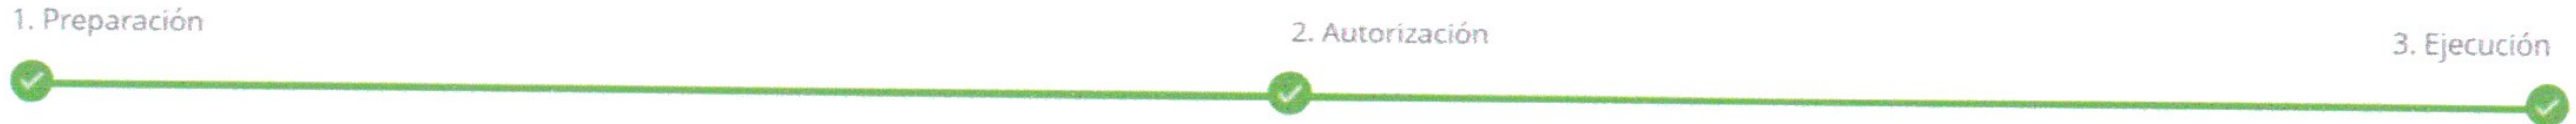 1. Preparación
2. Autorización
3. Ejecución